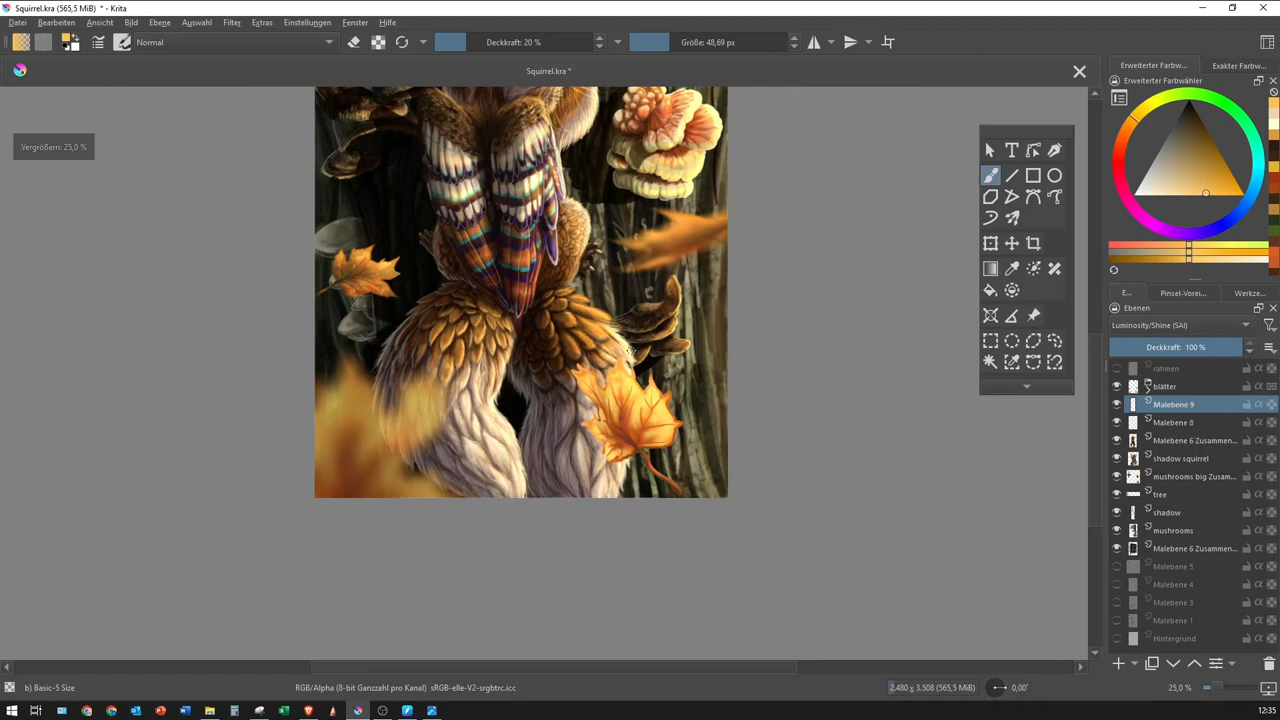 Squirrel.kra (565,5 MiB) * - Krita
Datei Bearbeiten Ansicht Bild Ebene Auswahl Filter Extras Einstellungen Fenster Hilfe
Normal Deckkraft: 20 % Größe: 48,69 px
Squirrel.kra *
Erweiterter Farbw... Exakter Farbw...
Erweiterter Farbwähler
Vergrößern: 25,0 %
E... Pinsel-Vorei... Werkze...
Ebenen
Luminosity/Shine (SAI)
Deckkraft: 100 %
rahmen
blätter
Malebene 9
Malebene 8
Malebene 6 Zusammen...
shadow squirrel
mushrooms big Zusam...
tree
shadow
mushrooms
Malebene 6 Zusammen...
Malebene 5
Malebene 4
Malebene 3
Malebene 1
Hintergrund
b) Basic-5 Size RGB/Alpha (8-bit Ganzzahl pro Kanal) sRGB-elle-V2-srgbtrc.icc 2.480 x 3.508 (565,5 MiB) 0,00° 25,0 %
12:35